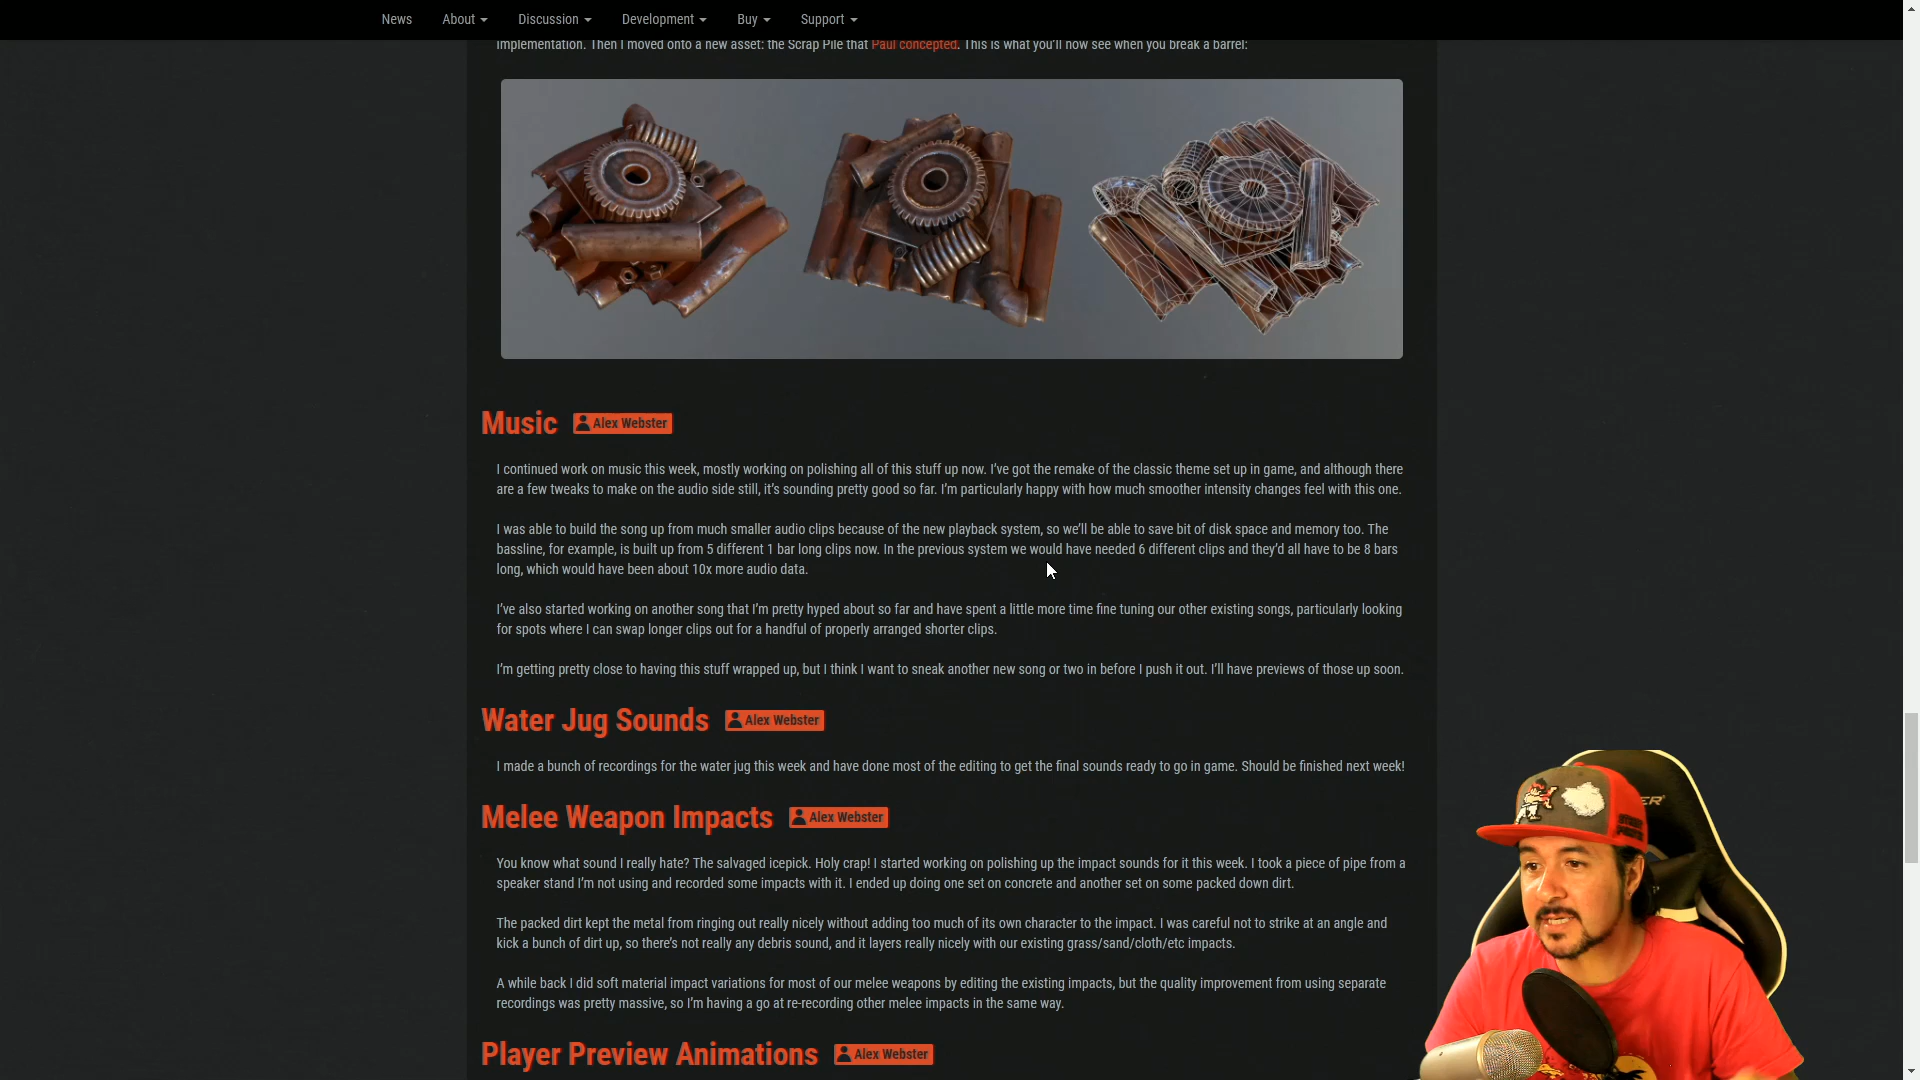 News About Discussion Development Buy Support
implementation. Then I moved onto a new asset: the Scrap Pile that Paul concepted. This is what you'll now see when you break a barrel:
Music Alex Webster
I continued work on music this week, mostly working on polishing all of this stuff up now. I've got the remake of the classic theme set up in game, and although there
are a few tweaks to make on the audio side still, it's sounding pretty good so far. I'm particularly happy with how much smoother intensity changes feel with this one.
I was able to build the song up from much smaller audio clips because of the new playback system, so we'll be able to save bit of disk space and memory too. The
bassline, for example, is built up from 5 different 1 bar long clips now. In the previous system we would have needed 6 different clips and they'd all have to be 8 bars
long, which would have been about 10x more audio data.
I've also started working on another song that I'm pretty hyped about so far and have spent a little more time fine tuning our other existing songs, particularly looking
for spots where I can swap longer clips out for a handful of properly arranged shorter clips.
I'm getting pretty close to having this stuff wrapped up, but I think I want to sneak another new song or two in before I push it out. I'll have previews of those up soon.
Water Jug Sounds Alex Webster
I made a bunch of recordings for the water jug this week and have done most of the editing to get the final sounds ready to go in game. Should be finished next week!
Melee Weapon Impacts Alex Webster
You know what sound I really hate? The salvaged icepick. Holy crap! I started working on polishing up the impact sounds for it this week. I took a piece of pipe from a
speaker stand I'm not using and recorded some impacts with it. I ended up doing one set on concrete and another set on some packed down dirt.
The packed dirt kept the metal from ringing out really nicely without adding too much of its own character to the impact. I was careful not to strike at an angle and
kick a bunch of dirt up, so there's not really any debris sound, and it layers really nicely with our existing grass/sand/cloth/etc impacts.
A while back I did soft material impact variations for most of our melee weapons by editing the existing impacts, but the quality improvement from using separate
recordings was pretty massive, so I'm having a go at re-recording other melee impacts in the same way.
Player Preview Animations Alex Webster